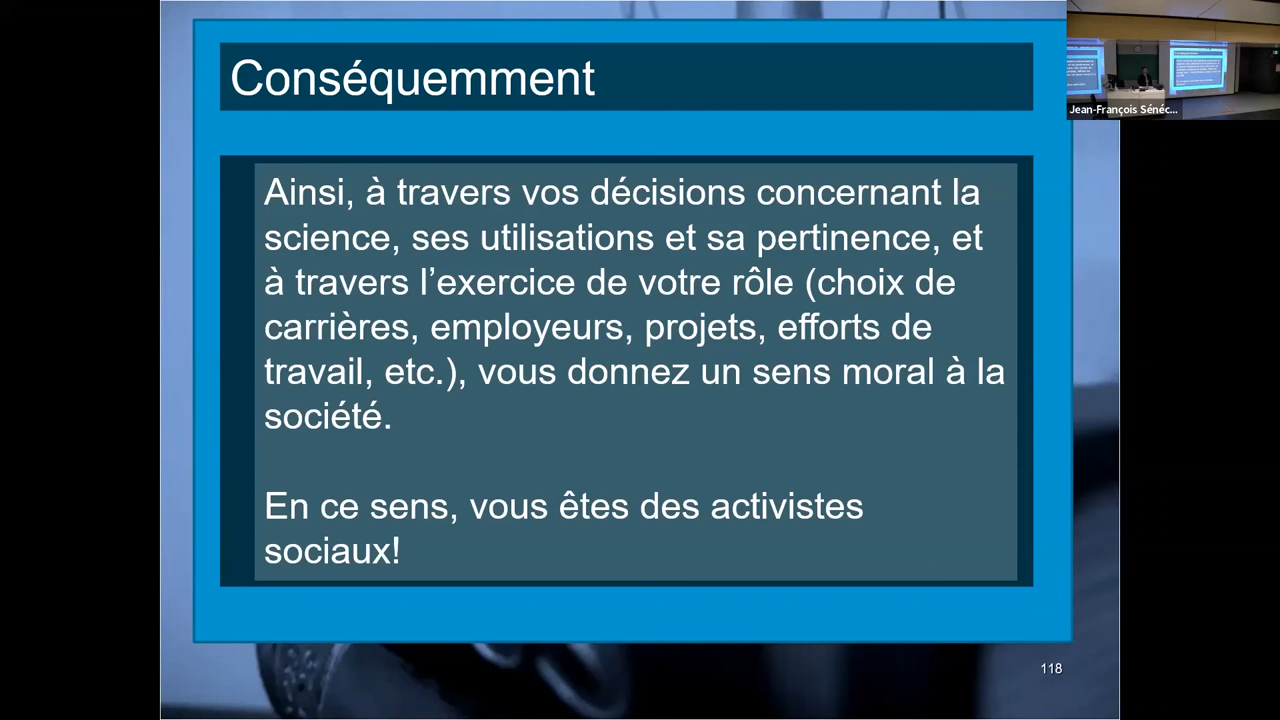 Conséquemment
Jean-François Sénéc...
Ainsi, à travers vos décisions concernant la
science, ses utilisations et sa pertinence, et
à travers l’exercice de votre rôle (choix de
carrières, employeurs, projets, efforts de
travail, etc.), vous donnez un sens moral à la
société.
En ce sens, vous êtes des activistes
sociaux!
118